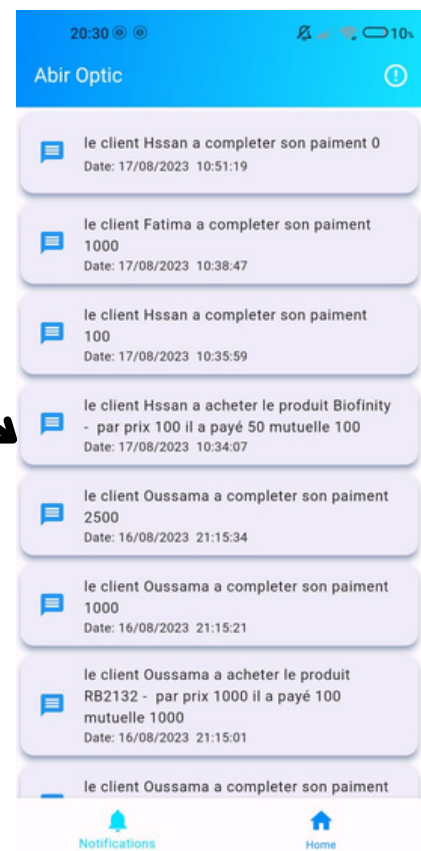 20:30
10%
Abir Optic
le client Hssan a completer son paiment 0
Date: 17/08/2023 10:51:19
le client Fatima a completer son paiment
1000
Date: 17/08/2023 10:38:47
le client Hssan a completer son paiment
100
Date: 17/08/2023 10:35:59
le client Hssan a acheter le produit Biofinity
- par prix 100 il a payé 50 mutuelle 100
Date: 17/08/2023 10:34:07
le client Oussama a completer son paiment
2500
Date: 16/08/2023 21:15:34
le client Oussama a completer son paiment
1000
Date: 16/08/2023 21:15:21
le client Oussama a acheter le produit
RB2132 - par prix 1000 il a payé 100
mutuelle 1000
Date: 16/08/2023 21:15:01
le client Oussama a completer son paiment
Notifications
Home